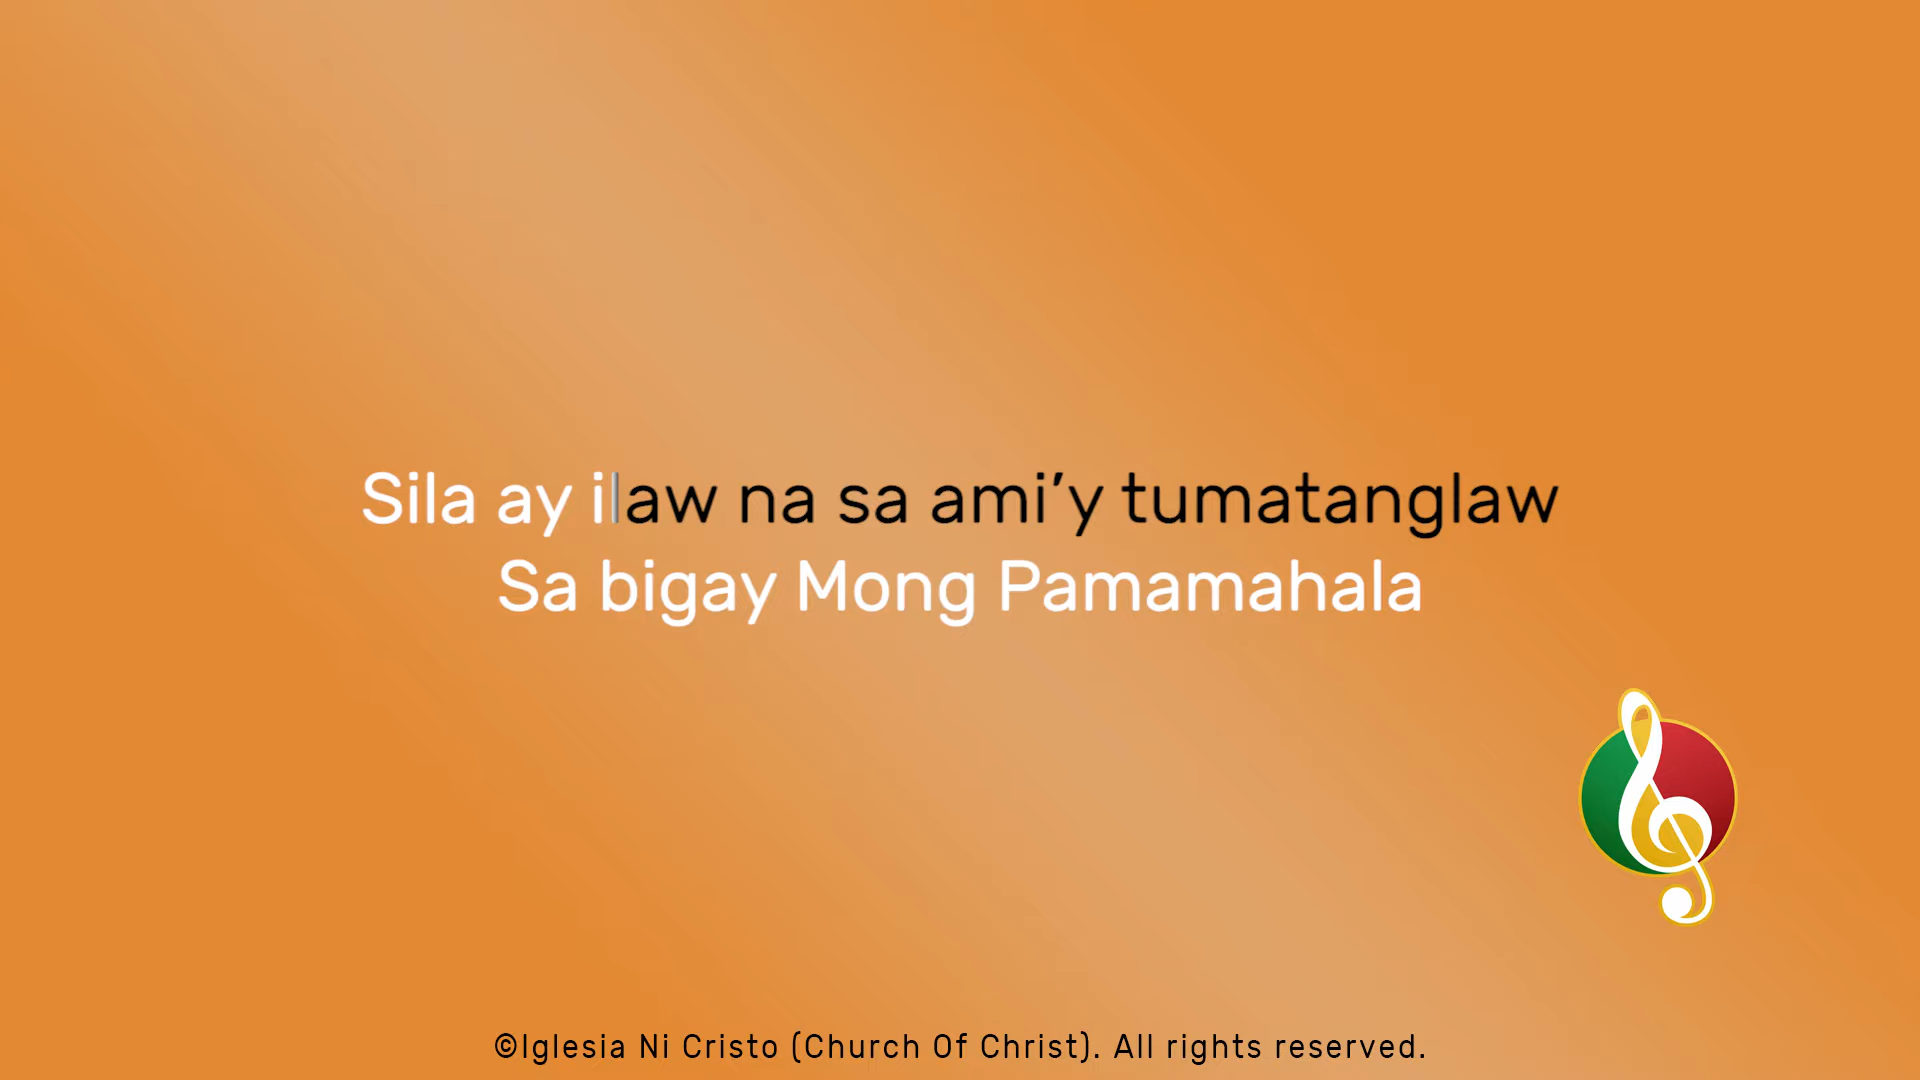 Sila ay ilaw na sa ami’y tumatanglaw
Sa bigay Mong Pamamahala
©Iglesia Ni Cristo (Church Of Christ). All rights reserved.